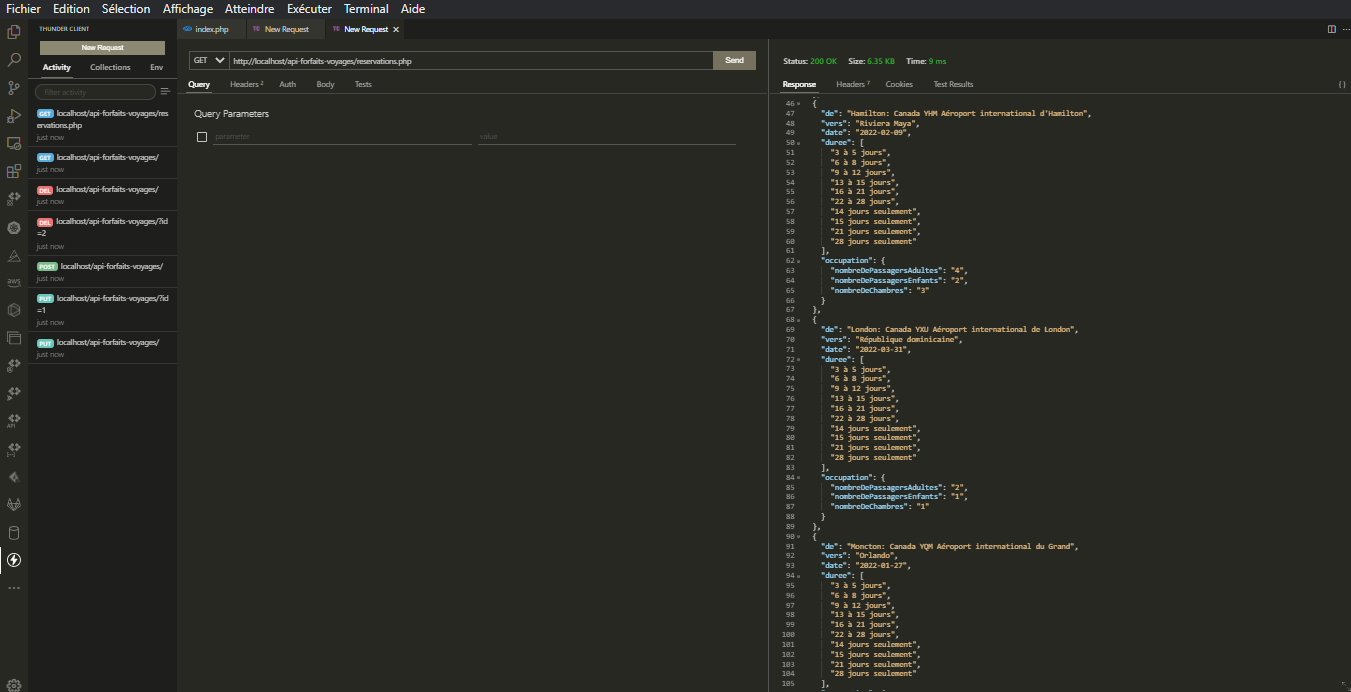 Fichier Edition Sélection Affichage Atteindre Exécuter Terminal Aide
THUNDER CLIENT
New Request
Activity Collections Env
Filter activity
GET localhost/api-forfaits-voyages/res
ervations.php
just now
GET localhost/api-forfaits-voyages/
just now
DEL localhost/api-forfaits-voyages/
just now
DEL localhost/api-forfaits-voyages/?id
=2
just now
POST localhost/api-forfaits-voyages/
just now
PUT localhost/api-forfaits-voyages/?id
=1
just now
PUT localhost/api-forfaits-voyages/
just now
aws
API
index.php TC New Request TC New Request ×
GET http://localhost/api-forfaits-voyages/reservations.php Send
Query Headers 2 Auth Body Tests
Query Parameters
parameter value
Status: 200 OK Size: 6.35 KB Time: 9 ms
Response Headers 7 Cookies Test Results { }
46 {
47 "de": "Hamilton: Canada YHM Aéroport international d'Hamilton",
48 "vers": "Riviera Maya",
49 "date": "2022-02-09",
50 "duree": [
51 "3 à 5 jours",
52 "6 à 8 jours",
53 "9 à 12 jours",
54 "13 à 15 jours",
55 "16 à 21 jours",
56 "22 à 28 jours",
57 "14 jours seulement",
58 "15 jours seulement",
59 "21 jours seulement",
60 "28 jours seulement"
61 ],
62 "occupation": {
63 "nombreDePassagersAdultes": "4",
64 "nombreDePassagersEnfants": "2",
65 "nombreDeChambres": "3"
66 }
67 },
68 {
69 "de": "London: Canada YXU Aéroport international de London",
70 "vers": "République dominicaine",
71 "date": "2022-03-31",
72 "duree": [
73 "3 à 5 jours",
74 "6 à 8 jours",
75 "9 à 12 jours",
76 "13 à 15 jours",
77 "16 à 21 jours",
78 "22 à 28 jours",
79 "14 jours seulement",
80 "15 jours seulement",
81 "21 jours seulement",
82 "28 jours seulement"
83 ],
84 "occupation": {
85 "nombreDePassagersAdultes": "2",
86 "nombreDePassagersEnfants": "1",
87 "nombreDeChambres": "1"
88 }
89 },
90 {
91 "de": "Moncton: Canada YQM Aéroport international du Grand",
92 "vers": "Orlando",
93 "date": "2022-01-27",
94 "duree": [
95 "3 à 5 jours",
96 "6 à 8 jours",
97 "9 à 12 jours",
98 "13 à 15 jours",
99 "16 à 21 jours",
100 "22 à 28 jours",
101 "14 jours seulement",
102 "15 jours seulement",
103 "21 jours seulement",
104 "28 jours seulement"
105 ],